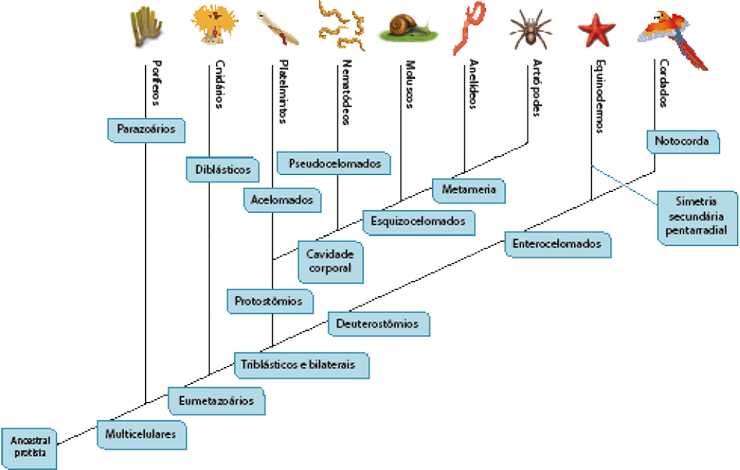 Poríferos
Cnidários
Platelmintos
Nematódeos
Moluscos
Anelídeos
Artrópodes
Equinodermos
Cordados
Parazoários
Notocorda
Diblásticos
Pseudocelomados
Acelomados
Metameria
Simetria
secundária
pentarradial
Esquizocelomados
Enterocelomados
Cavidade
corporal
Protostômios
Deuterostômios
Triblásticos e bilaterais
Eumetazoários
Multicelulares
Ancestral
protista